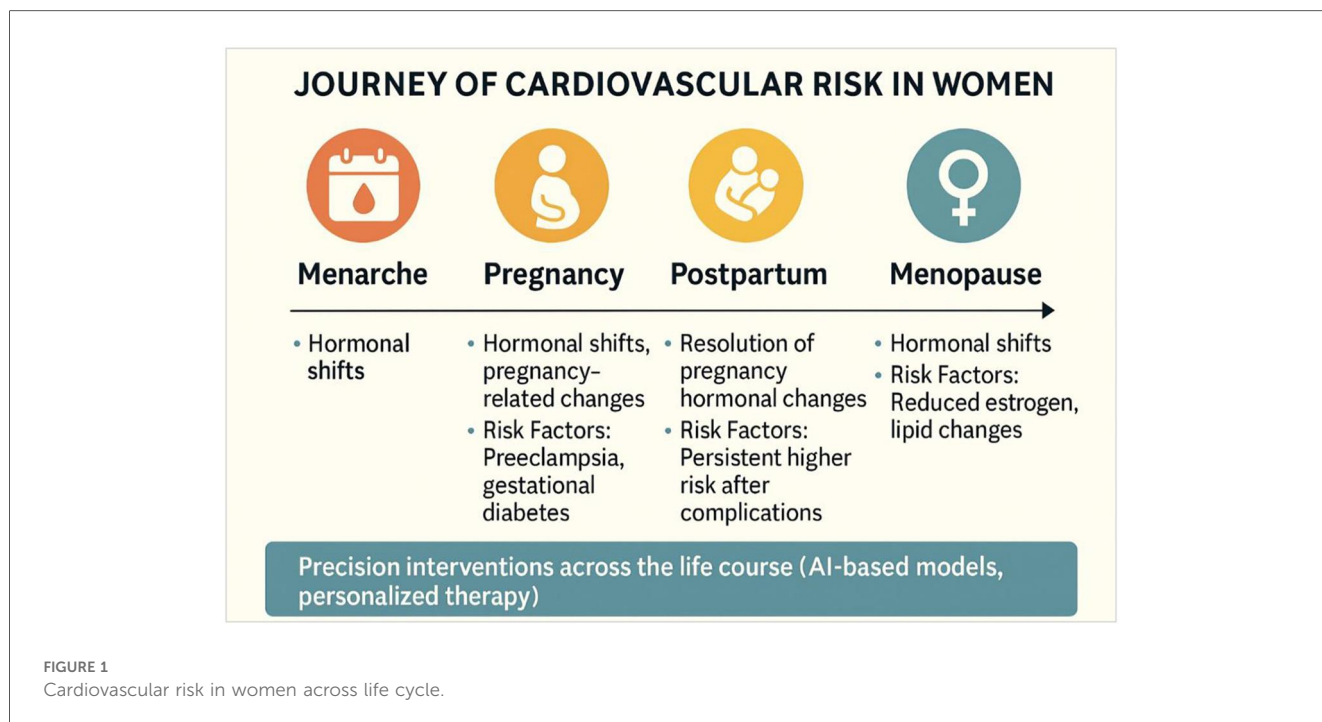 JOURNEY OF CARDIOVASCULAR RISK IN WOMEN
Menarche
Pregnancy
Postpartum
Menopause
• Hormonal
shifts
• Hormonal shifts,
pregnancy–
related changes
• Risk Factors:
Preeclampsia,
gestational
diabetes
• Resolution of
pregnancy
hormonal changes
• Risk Factors:
Persistent higher
risk after
complications
• Hormonal shifts
• Risk Factors:
Reduced estrogen,
lipid changes
Precision interventions across the life course (AI-based models,
personalized therapy)
FIGURE 1
Cardiovascular risk in women across life cycle.